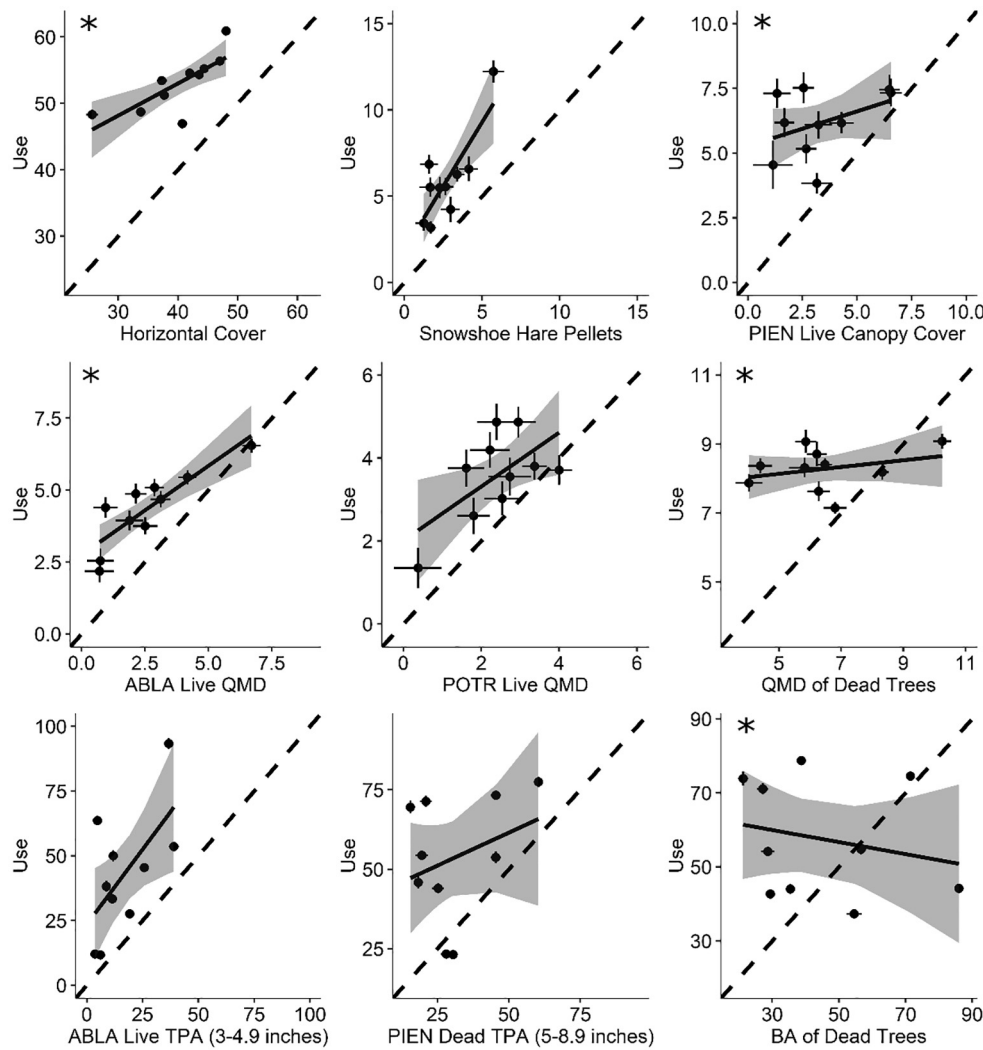 *
Use
60
50
40
30
30 40 50 60
Horizontal Cover
Use
15
10
5
0
0 5 10 15
Snowshoe Hare Pellets
*
Use
10.0
7.5
5.0
2.5
0.0
0.0 2.5 5.0 7.5 10.0
PIEN Live Canopy Cover
*
Use
7.5
5.0
2.5
0.0
0.0 2.5 5.0 7.5
ABLA Live QMD
Use
6
4
2
0
0 2 4 6
POTR Live QMD
*
Use
11
9
7
5
5 7 9 11
QMD of Dead Trees
Use
100
75
50
25
0
0 25 50 75 100
ABLA Live TPA (3-4.9 inches)
Use
75
50
25
25 50 75
PIEN Dead TPA (5-8.9 inches)
*
Use
90
70
50
30
30 50 70 90
BA of Dead Trees